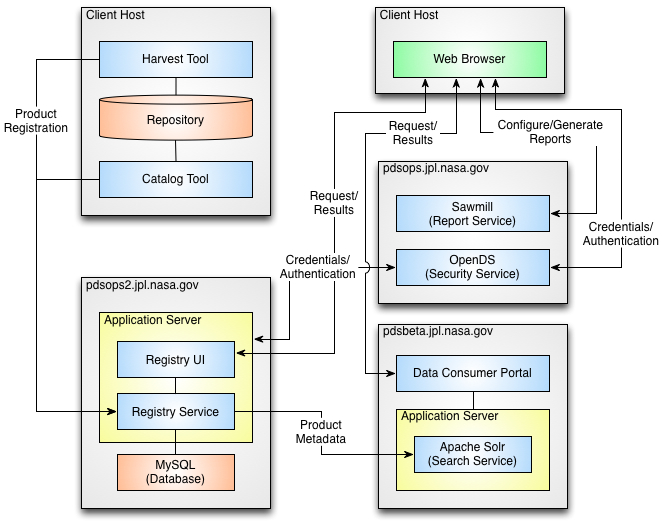 Client Host
Harvest Tool
Repository
Catalog Tool
Product
Registration
Client Host
Web Browser
Request/
Results
Configure/Generate
Reports
pdsops.jpl.nasa.gov
Sawmill
(Report Service)
OpenDS
(Security Service)
Request/
Results
Credentials/
Authentication
Credentials/
Authentication
pdsops2.jpl.nasa.gov
Application Server
Registry UI
Registry Service
MySQL
(Database)
Product
Metadata
pdsbeta.jpl.nasa.gov
Data Consumer Portal
Application Server
Apache Solr
(Search Service)